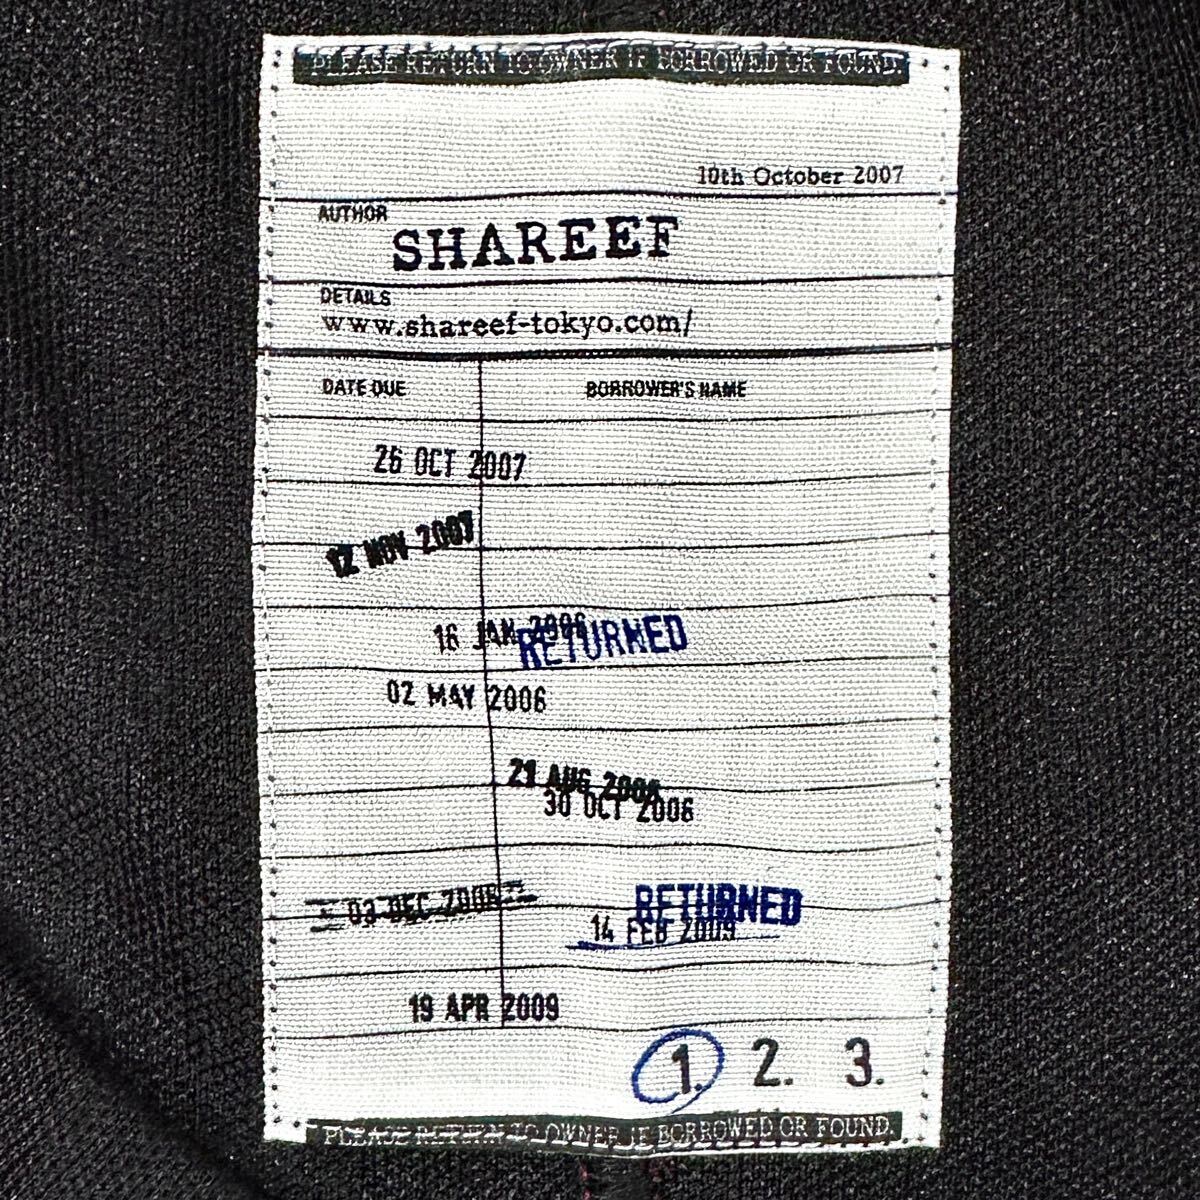 PLEASE RETURN TO OWNER IF BORROWED OR FOUND.
10th October 2007
AUTHOR
SHAREEF
DETAILS
www.shareef-tokyo.com/
DATE DUE BORROWER'S NAME
26 OCT 2007
12 NOV 2007
16 JAN 2006 RETURNED
02 MAY 2006
21 AUG 2006
30 OCT 2006
03 DEC 2006 RETURNED
14 FEB 2009
19 APR 2009
1. 2. 3.
PLEASE RETURN TO OWNER IF BORROWED OR FOUND.